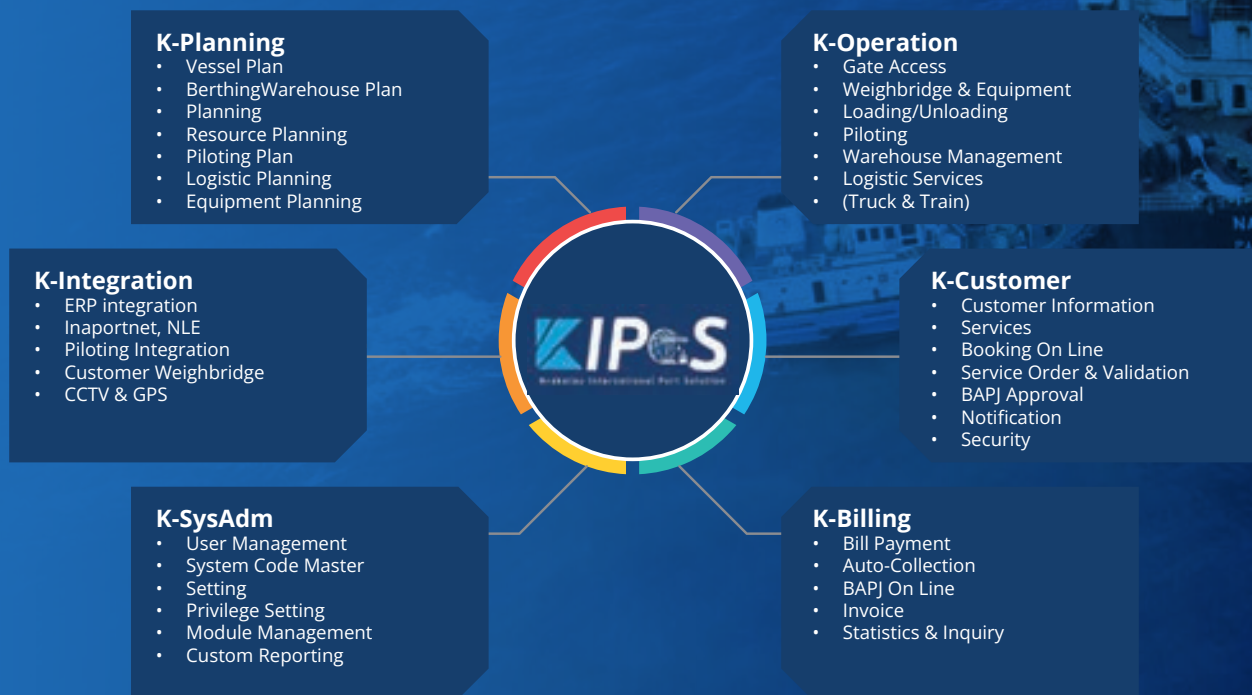 K-Planning
• Vessel Plan
• BerthingWarehouse Plan
• Planning
• Resource Planning
• Piloting Plan
• Logistic Planning
• Equipment Planning
K-Operation
• Gate Access
• Weighbridge & Equipment
• Loading/Unloading
• Piloting
• Warehouse Management
• Logistic Services
• (Truck & Train)
K-Integration
• ERP integration
• Inaportnet, NLE
• Piloting Integration
• Customer Weighbridge
• CCTV & GPS
KIPOS
Krakatau International Port Solution
K-Customer
• Customer Information
• Services
• Booking On Line
• Service Order & Validation
• BAPJ Approval
• Notification
• Security
K-SysAdm
• User Management
• System Code Master
• Setting
• Privilege Setting
• Module Management
• Custom Reporting
K-Billing
• Bill Payment
• Auto-Collection
• BAPJ On Line
• Invoice
• Statistics & Inquiry